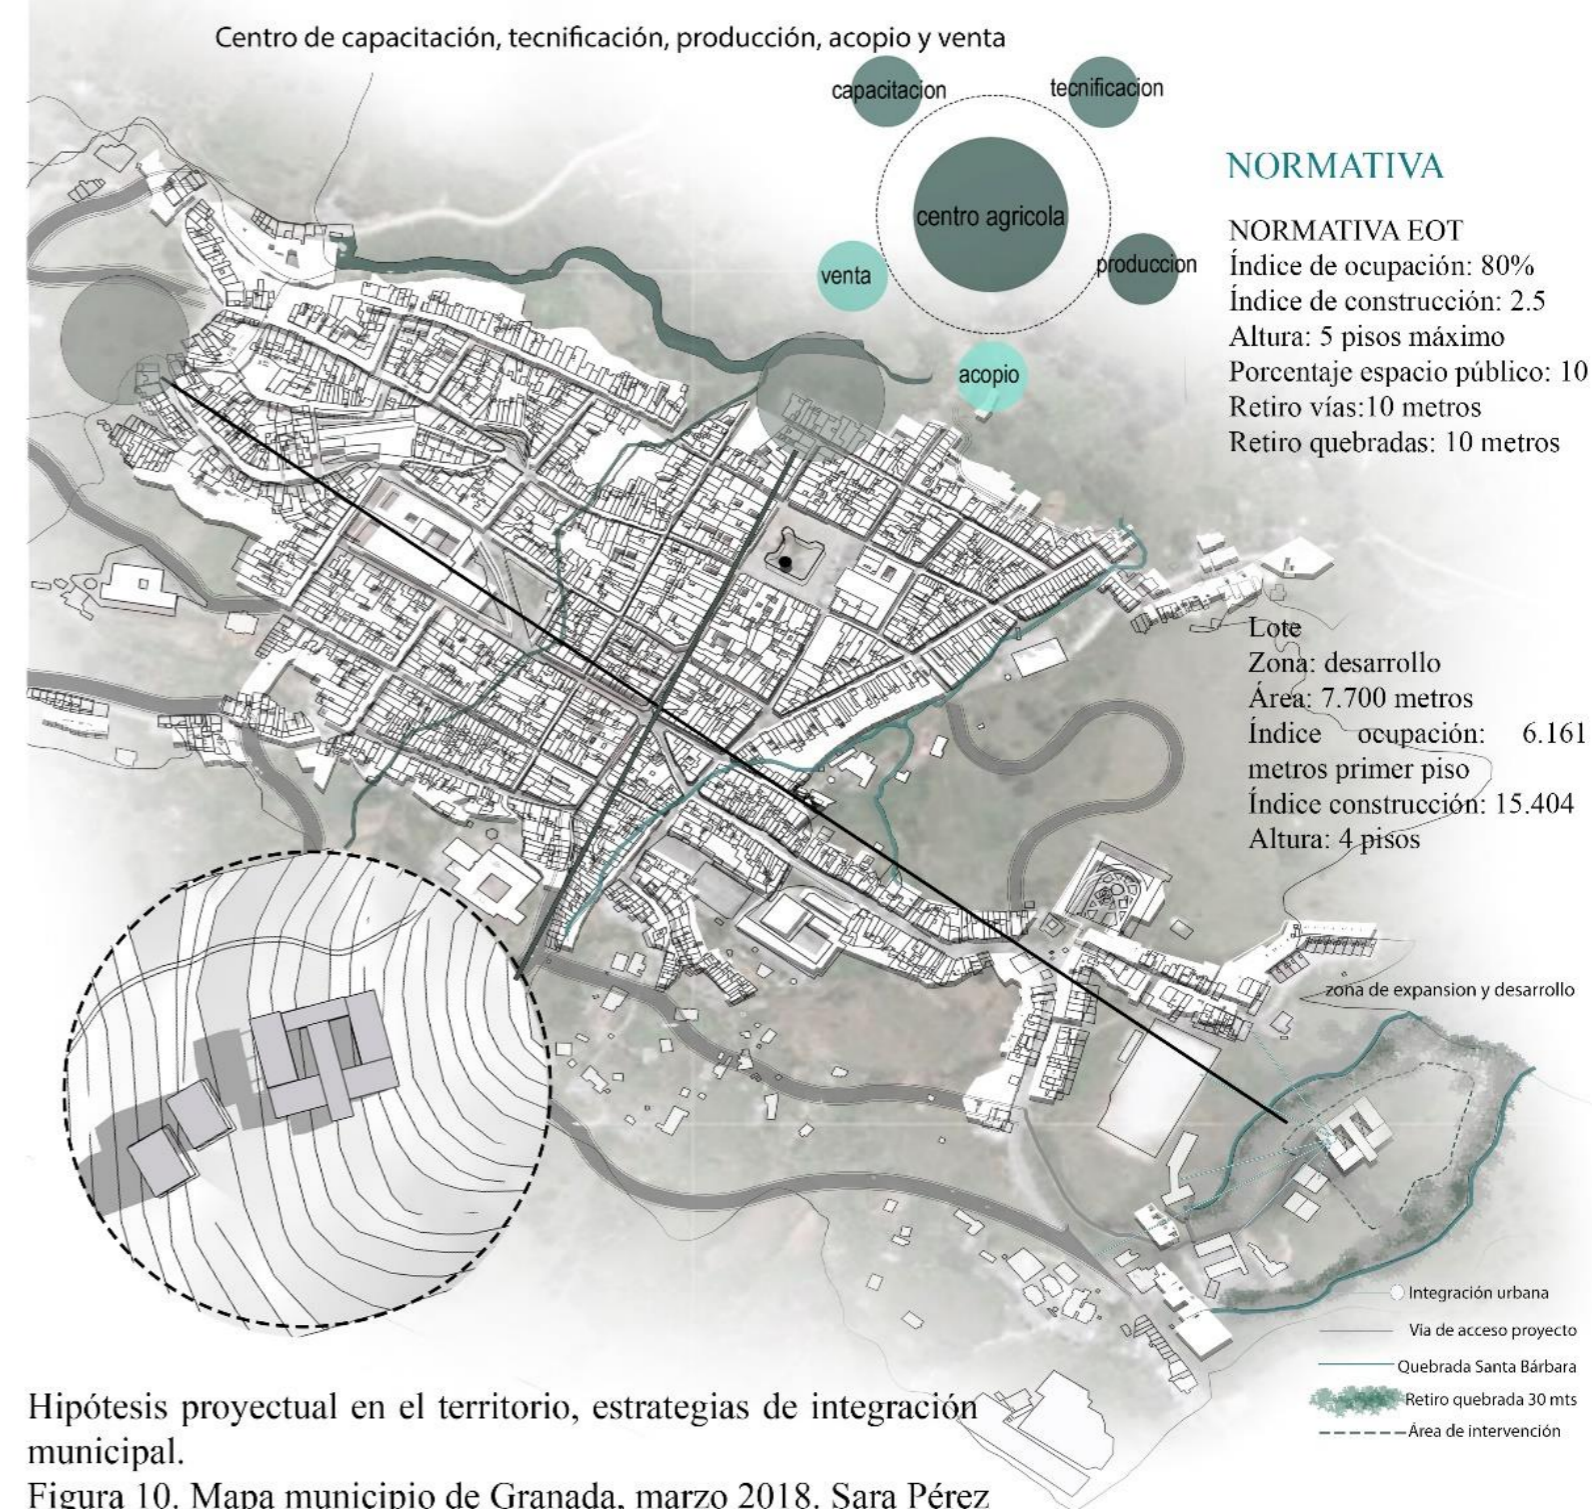 Centro de capacitación, tecnificación, producción, acopio y venta
capacitacion
tecnificacion
centro agricola
venta
produccion
acopio
NORMATIVA
NORMATIVA EOT
Índice de ocupación: 80%
Índice de construcción: 2.5
Altura: 5 pisos máximo
Porcentaje espacio público: 10
Retiro vías:10 metros
Retiro quebradas: 10 metros
Lote
Zona: desarrollo
Área: 7.700 metros
Índice ocupación: 6.161
metros primer piso
Índice construcción: 15.404
Altura: 4 pisos
zona de expansion y desarrollo
Integración urbana
Via de acceso proyecto
Quebrada Santa Bárbara
Retiro quebrada 30 mts
Área de intervención
Hipótesis proyectual en el territorio, estrategias de integración
municipal.
Figura 10. Mapa municipio de Granada, marzo 2018. Sara Pérez